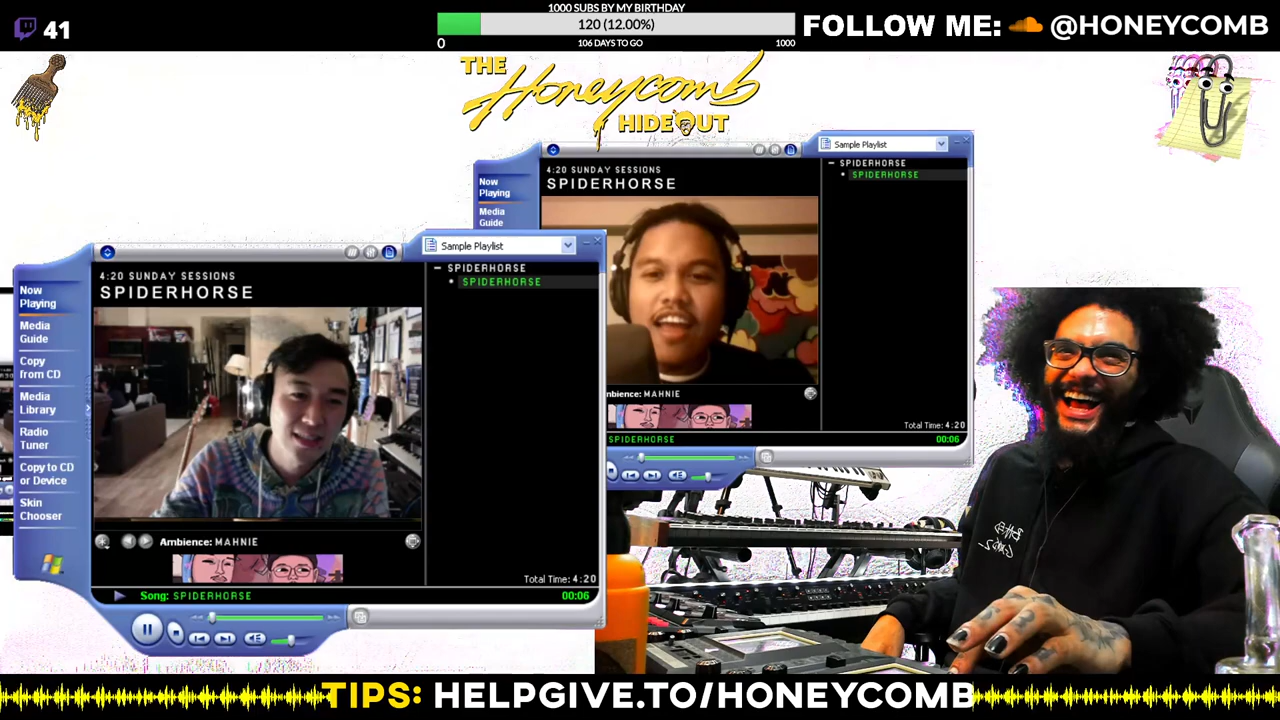 41
1000 SUBS BY MY BIRTHDAY
120 (12.00%)
0
106 DAYS TO GO
1000
FOLLOW ME: @HONEYCOMB
THE
Honeycomb
HIDEOUT
Sample Playlist
4:20 SUNDAY SESSIONS
SPIDERHORSE
SPIDERHORSE
SPIDERHORSE
Now
Playing
Media
Guide
nbience: MAHNIE
Total Time: 4:20
SPIDERHORSE
00:06
Sample Playlist
4:20 SUNDAY SESSIONS
SPIDERHORSE
SPIDERHORSE
SPIDERHORSE
Now
Playing
Media
Guide
Copy
from CD
Media
Library
Radio
Tuner
Copy to CD
or Device
Skin
Chooser
Ambience: MAHNIE
Total Time: 4:20
Song: SPIDERHORSE
00:06
TIPS: HELPGIVE.TO/HONEYCOMB